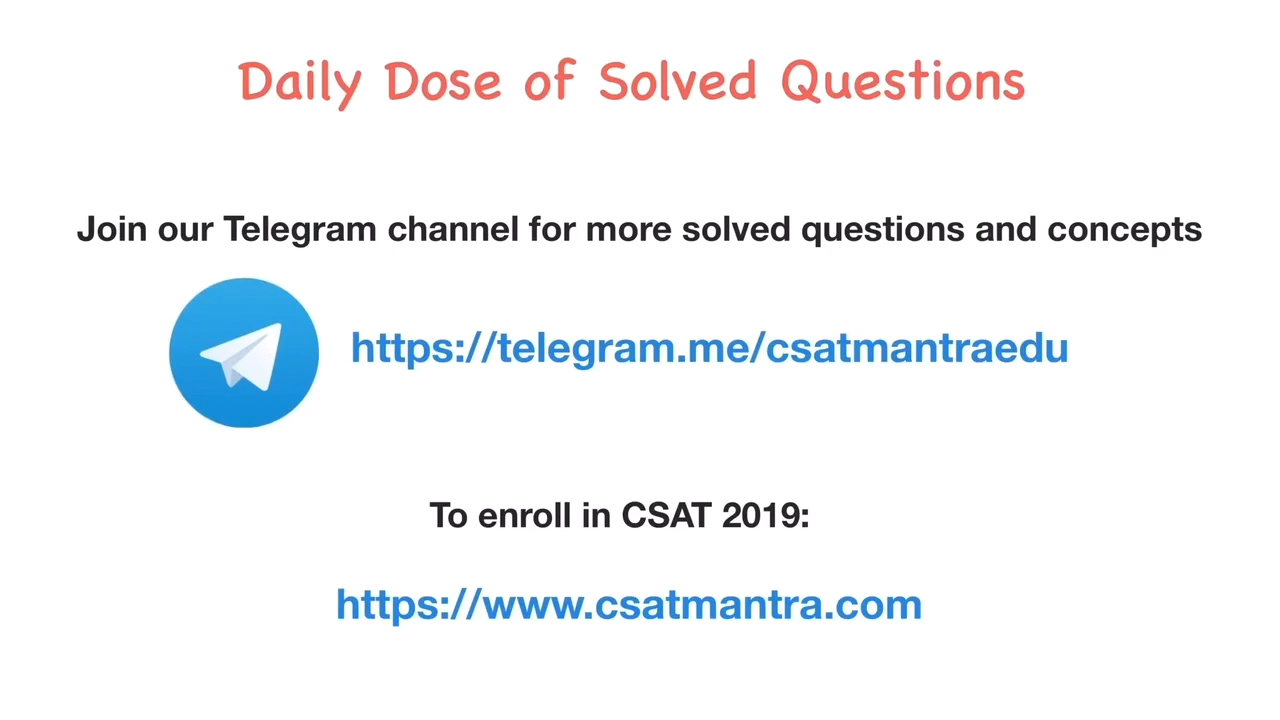 Daily Dose of Solved Questions
Join our Telegram channel for more solved questions and concepts
https://telegram.me/csatmantraedu
To enroll in CSAT 2019:
https://www.csatmantra.com